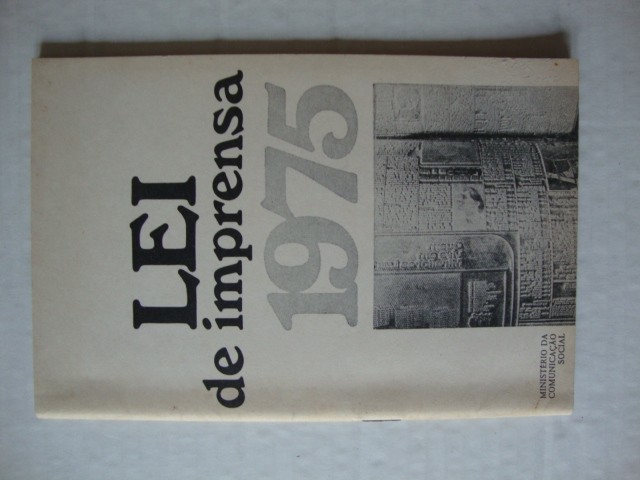 LEI
de imprensa
1975
MINISTÉRIO DA
COMUNICAÇÃO
SOCIAL